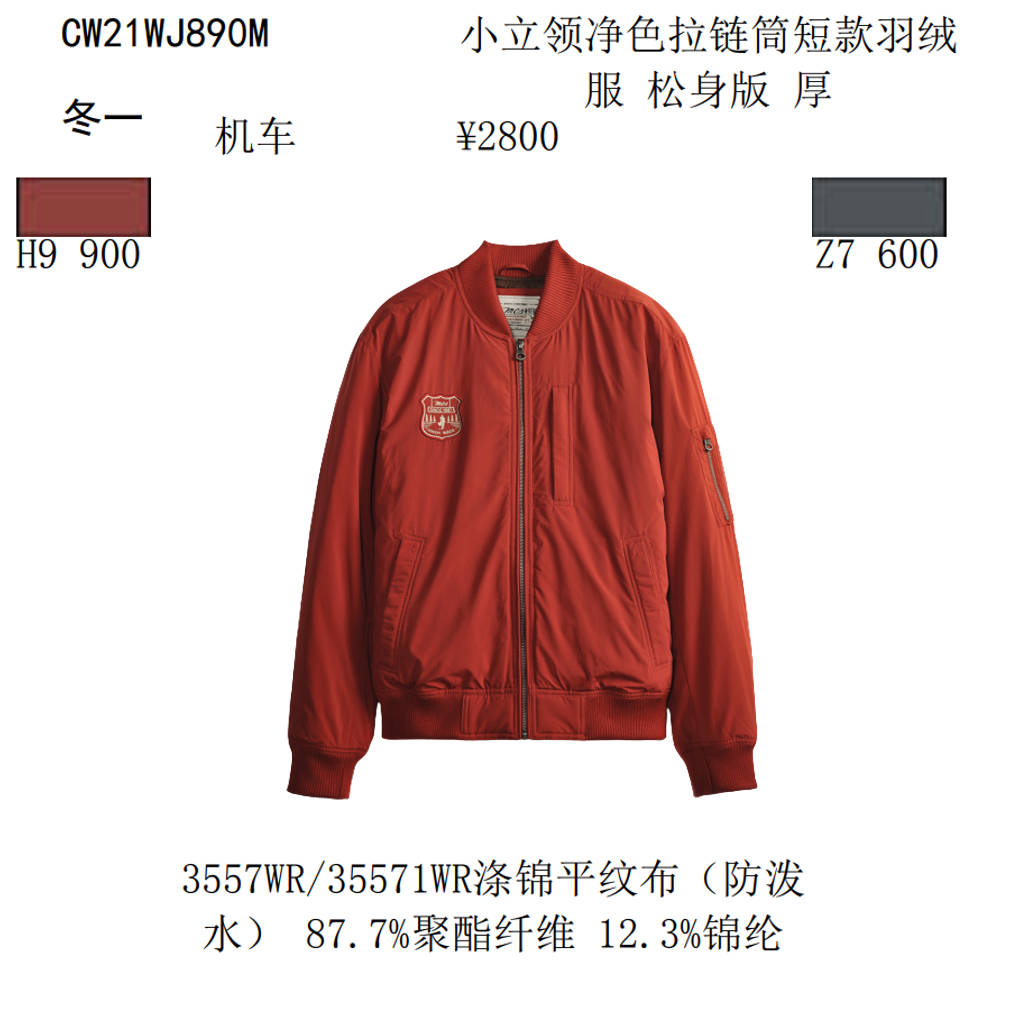 CW21WJ890M
小立领净色拉链筒短款羽绒
服 松身版 厚
冬一
机车
¥2800
H9 900
Z7 600
3557WR/35571WR涤锦平纹布（防泼
水） 87.7%聚酯纤维 12.3%锦纶